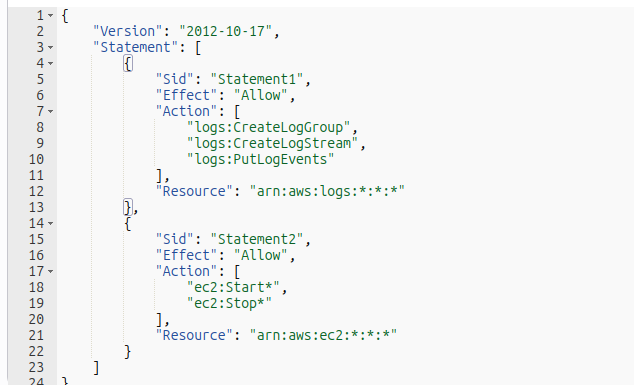 1 {
2     "Version": "2012-10-17",
3     "Statement": [
4         {
5             "Sid": "Statement1",
6             "Effect": "Allow",
7             "Action": [
8                 "logs:CreateLogGroup",
9                 "logs:CreateLogStream",
10                 "logs:PutLogEvents"
11             ],
12             "Resource": "arn:aws:logs:*:*:*"
13         },
14         {
15             "Sid": "Statement2",
16             "Effect": "Allow",
17             "Action": [
18                 "ec2:Start*",
19                 "ec2:Stop*"
20             ],
21             "Resource": "arn:aws:ec2:*:*:*"
22         }
23     ]
24 }